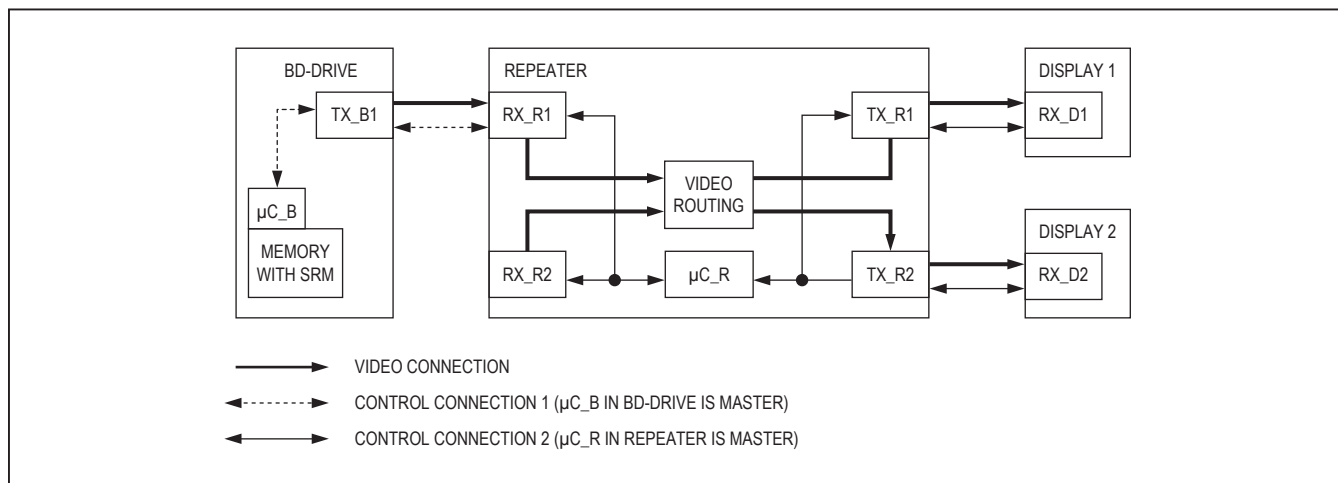 BD-DRIVE
TX_B1
µC_B
MEMORY
WITH SRM
REPEATER
RX_R1
RX_R2
VIDEO
ROUTING
µC_R
TX_R1
TX_R2
DISPLAY 1
RX_D1
DISPLAY 2
RX_D2
VIDEO CONNECTION
CONTROL CONNECTION 1 (µC_B IN BD-DRIVE IS MASTER)
CONTROL CONNECTION 2 (µC_R IN REPEATER IS MASTER)